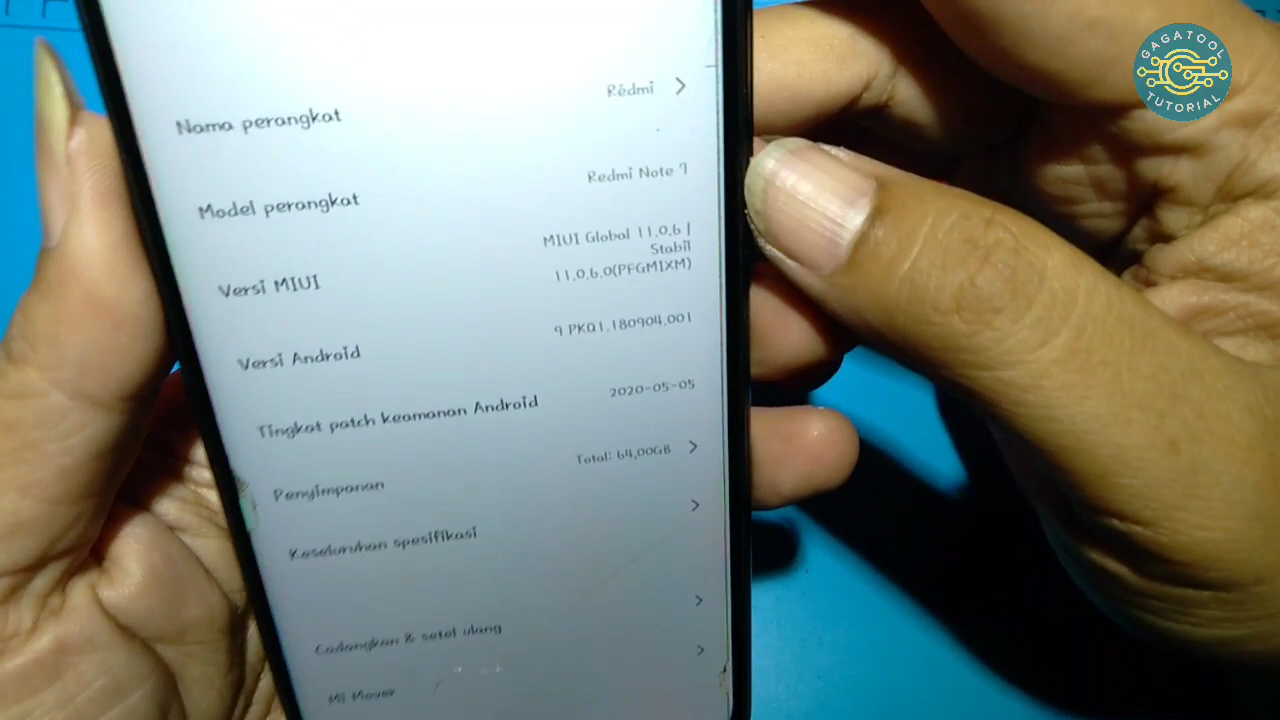 GAGATOOL
TUTORIAL
Nama perangkat
Redmi
Model perangkat
Redmi Note 7
Versi MIUI
MIUI Global 11.0.6 |
Stabil
11.0.6.0(PFGMIXM)
Versi Android
9 PKQ1.180904.001
Tingkat patch keamanan Android
2020-05-05
Penyimpanan
Total: 64,00GB
Keseluruhan spesifikasi
Cadangkan & setel ulang
Mi Mover